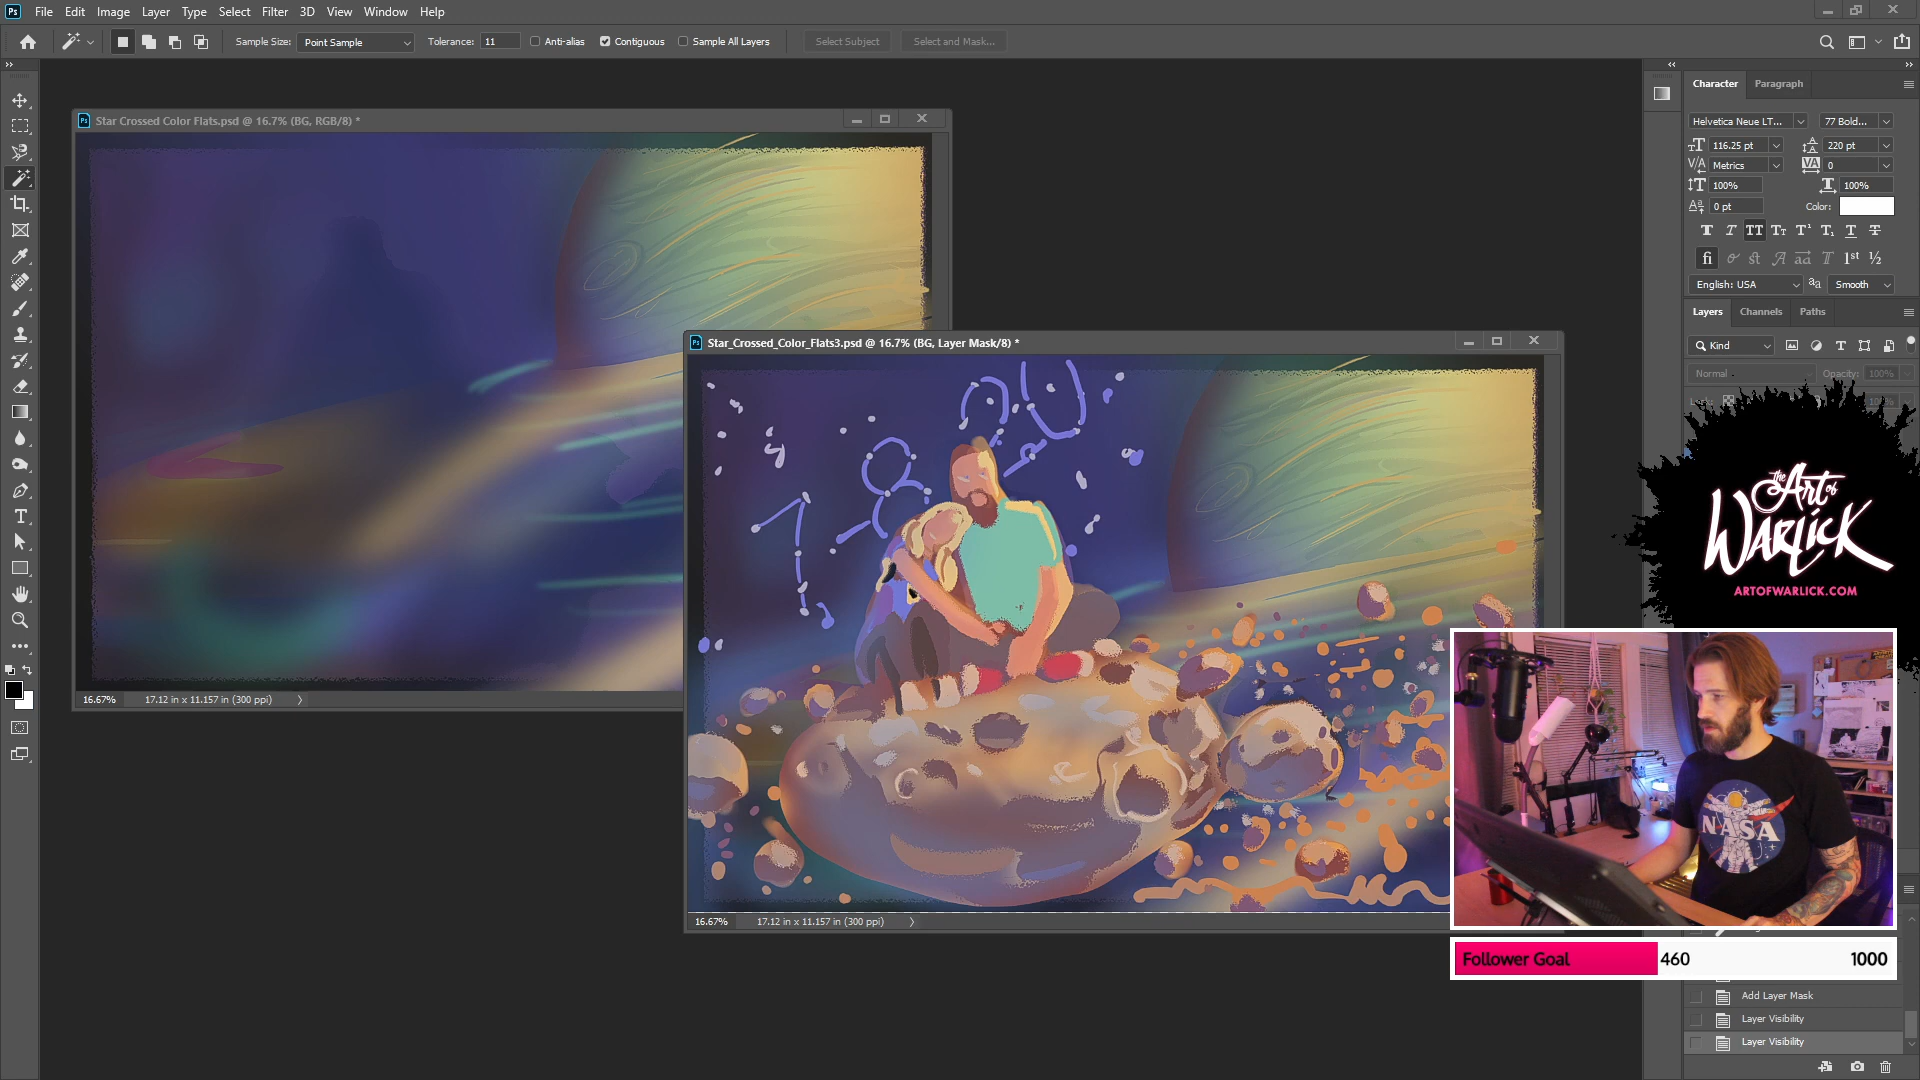 Ps File Edit Image Layer Type Select Filter 3D View Window Help
Sample Size: Point Sample Tolerance: 11 Anti-alias Contiguous Sample All Layers Select Subject Select and Mask...
Star Crossed Color Flats.psd @ 16.7% (BG, RGB/8) *
16.67% 17.12 in x 11.157 in (300 ppi)
Star_Crossed_Color_Flats3.psd @ 16.7% (BG, Layer Mask/8) *
16.67% 17.12 in x 11.157 in (300 ppi)
Character Paragraph
Helvetica Neue LT... 77 Bold...
116.25 pt 220 pt
Metrics 0
100% 100%
0 pt Color:
English: USA Smooth
Layers Channels Paths
Kind
Normal Opacity: 100%
the Art of
Warlick
ARTOFWARLICK.COM
NASA
Follower Goal 460 1000
Add Layer Mask
Layer Visibility
Layer Visibility